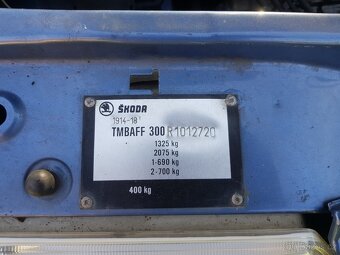 ŠKODA
1914-18
TMBAFF 300 R1012720
1325 kg
2075 kg
1-690 kg
2-700 kg
400 kg